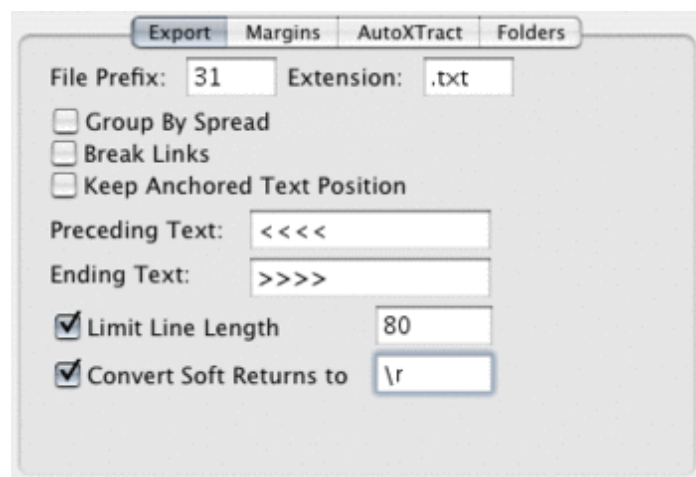 Export Margins AutoXTract Folders
File Prefix: 31 Extension: .txt
Group By Spread
Break Links
Keep Anchored Text Position
Preceding Text: <<<<
Ending Text: >>>>
Limit Line Length 80
Convert Soft Returns to \r